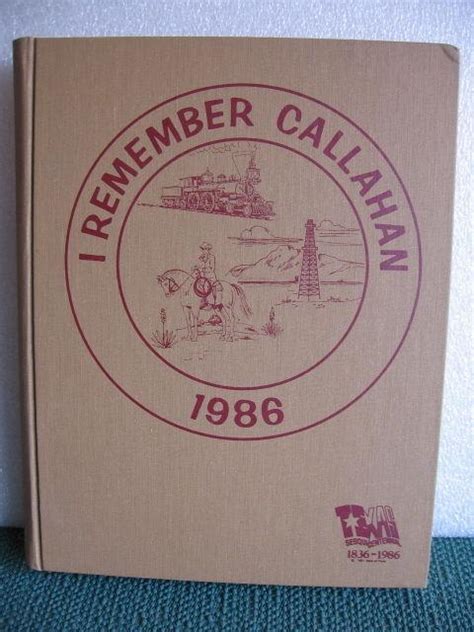 I REMEMBER CALLAHAN
1986
TEXAS
SESQUICENTENNIAL
1836-1986